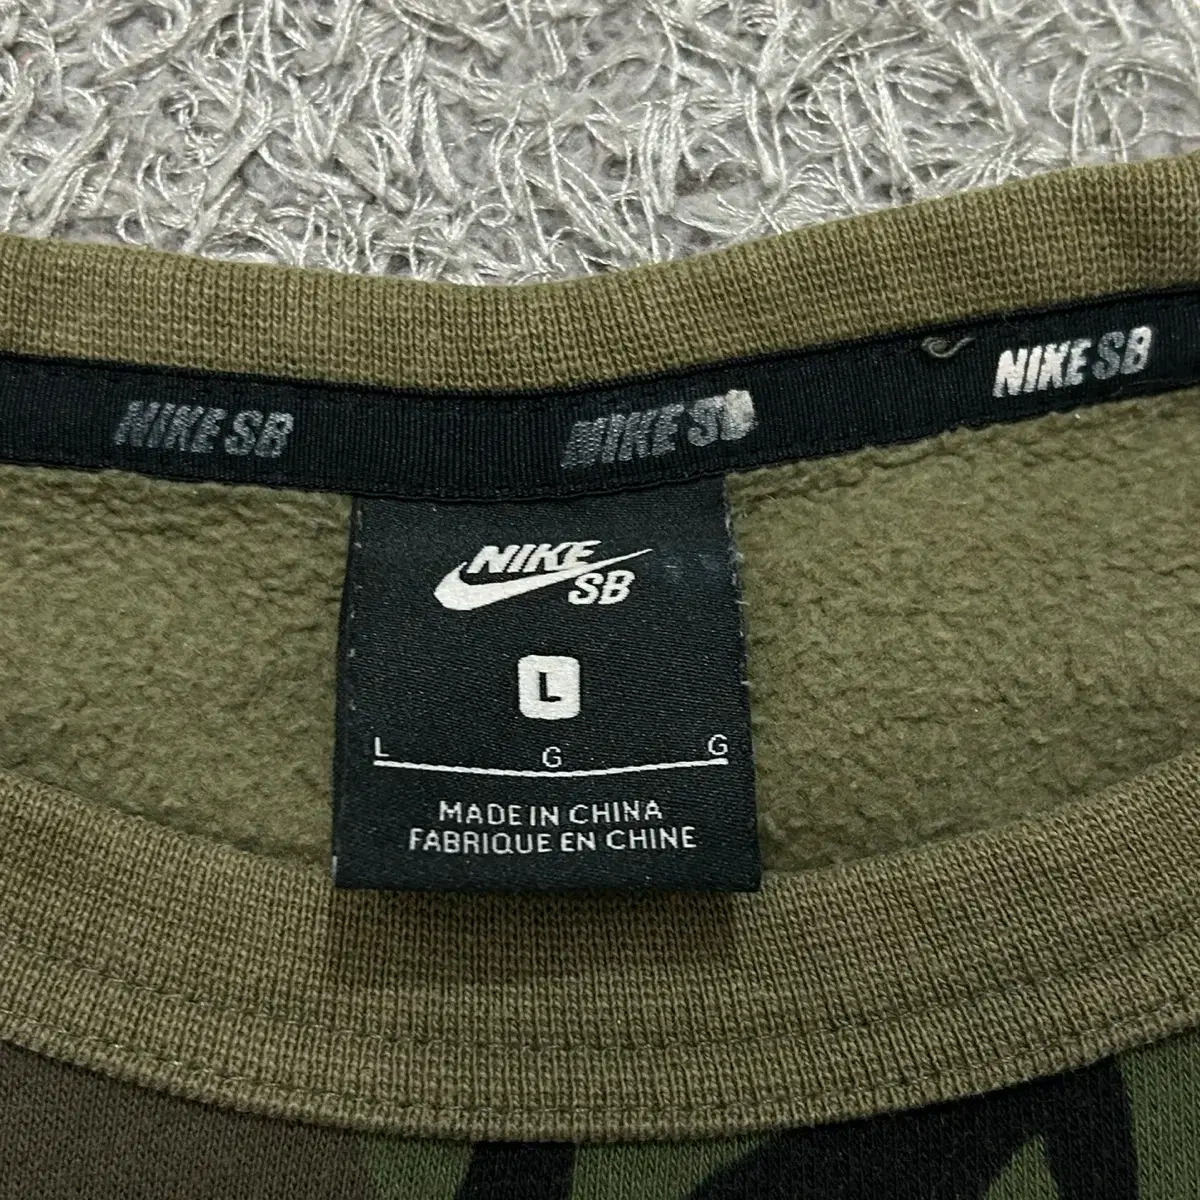 NIKE SB
NIKE SB
NIKE SB
NIKE
SB
L
L G G
MADE IN CHINA
FABRIQUE EN CHINE